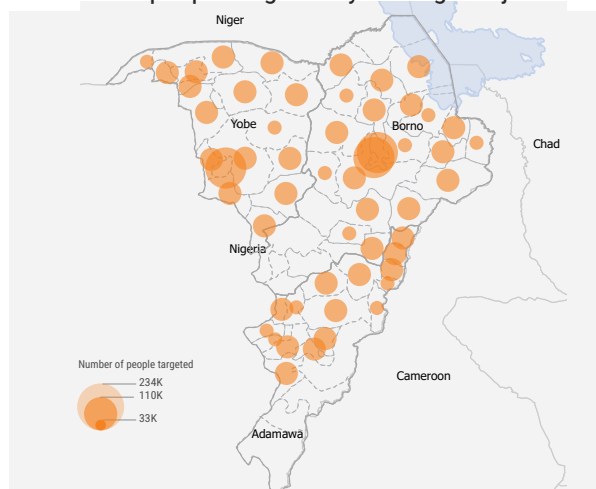 Niger
Yobe
Borno
Chad
Nigeria
Number of people targeted
234K
110K
33K
Cameroon
Adamawa